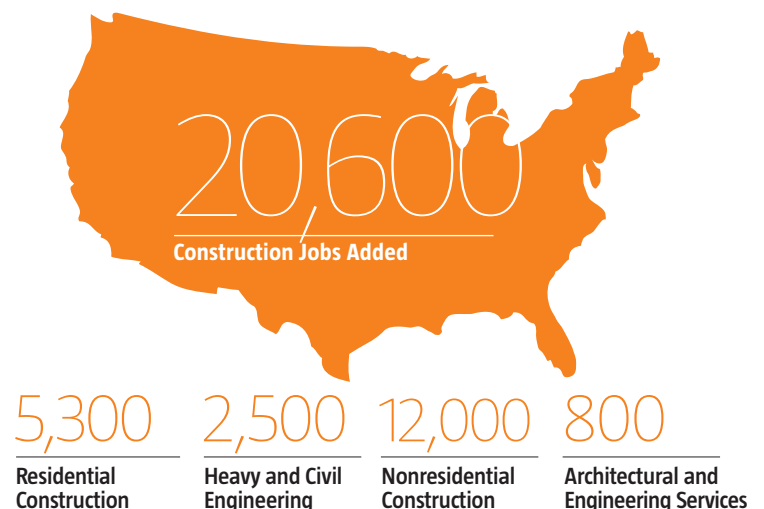 20,600
Construction Jobs Added
5,300
Residential
Construction
2,500
Heavy and Civil
Engineering
12,000
Nonresidential
Construction
800
Architectural and
Engineering Services